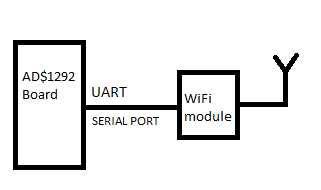 AD$1292
Board
UART
SERIAL PORT
WiFi
module